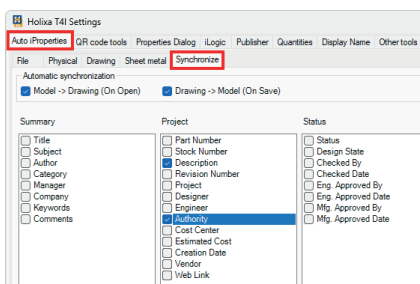 Holixa T4I Settings
Auto iProperties QR code tools Properties Dialog iLogic Publisher Quantities Display Name Other tools
File Physical Drawing Sheet metal Synchronize
Automatic synchronization
Model -> Drawing (On Open) Drawing -> Model (On Save)
Summary Project Status
Title Part Number Status
Subject Stock Number Design State
Author Description Checked By
Category Revision Number Checked Date
Manager Project Eng. Approved By
Company Designer Eng. Approved Date
Keywords Engineer Mfg. Approved By
Comments Authority Mfg. Approved Date
Cost Center
Estimated Cost
Creation Date
Vendor
Web Link